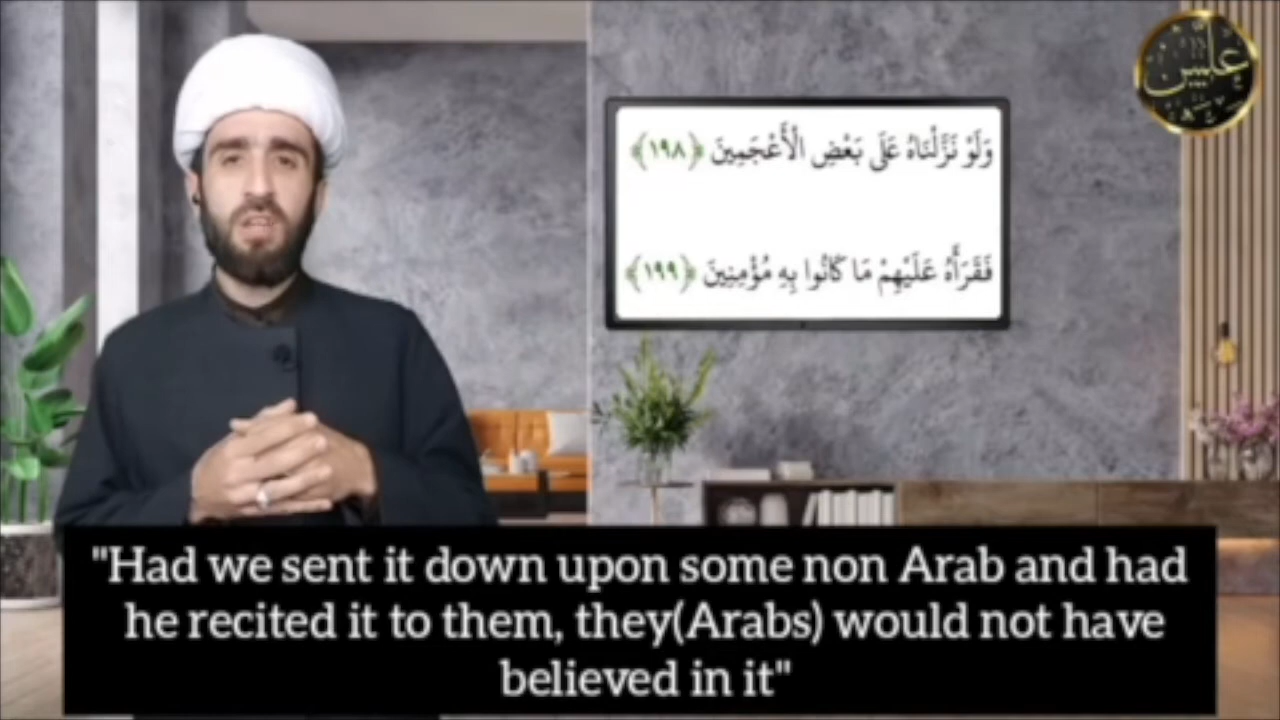 عليين
وَلَوْ نَزَّلْنَاهُ عَلَى بَعْضِ الْأَعْجَمِينَ ﴿١٩٨﴾
فَقَرَأَهُ عَلَيْهِمْ مَا كَانُوا بِهِ مُؤْمِنِينَ ﴿١٩٩﴾
"Had we sent it down upon some non Arab and had
he recited it to them, they(Arabs) would not have
believed in it"